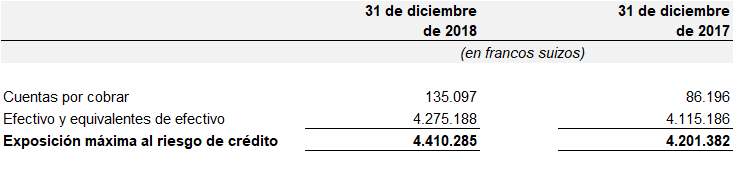 31 de diciembre de 2018 31 de diciembre de 2017
(en francos suizos)
Cuentas por cobrar 135.097 86.196
Efectivo y equivalentes de efectivo 4.275.188 4.115.186
Exposición máxima al riesgo de crédito 4.410.285 4.201.382